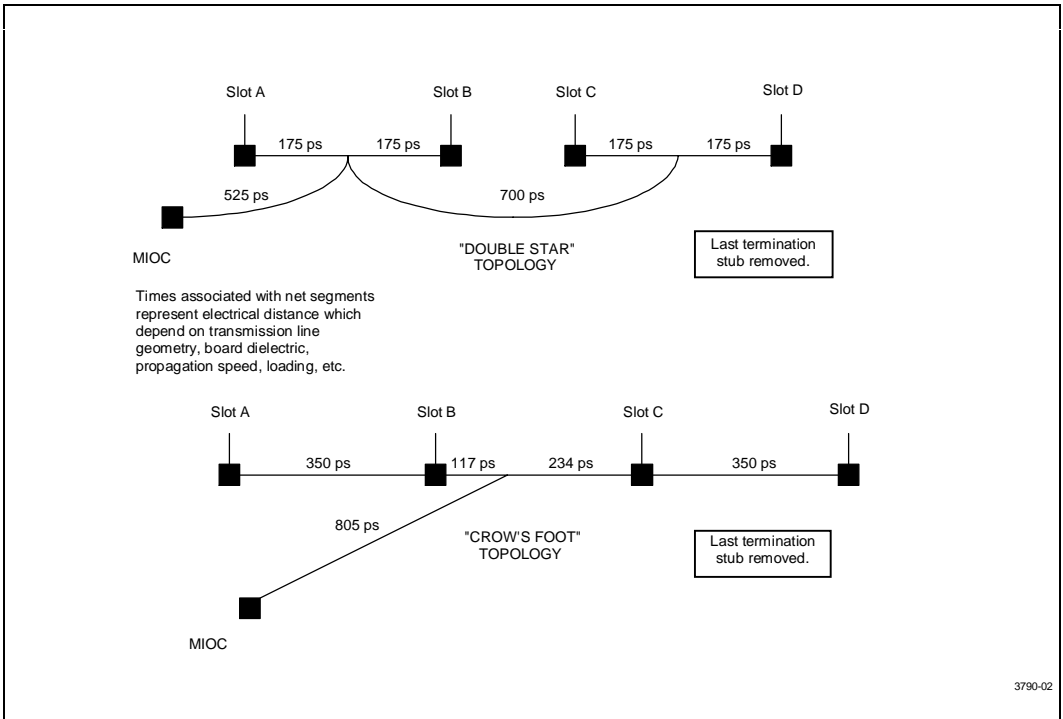 Slot A
Slot B
Slot C
Slot D
175 ps
175 ps
175 ps
175 ps
525 ps
700 ps
MIOC
"DOUBLE STAR"
TOPOLOGY
Last termination
stub removed.
Times associated with net segments
represent electrical distance which
depend on transmission line
geometry, board dielectric,
propagation speed, loading, etc.
Slot A
Slot B
Slot C
Slot D
350 ps
117 ps
234 ps
350 ps
805 ps
"CROW'S FOOT"
TOPOLOGY
Last termination
stub removed.
MIOC
3790-02